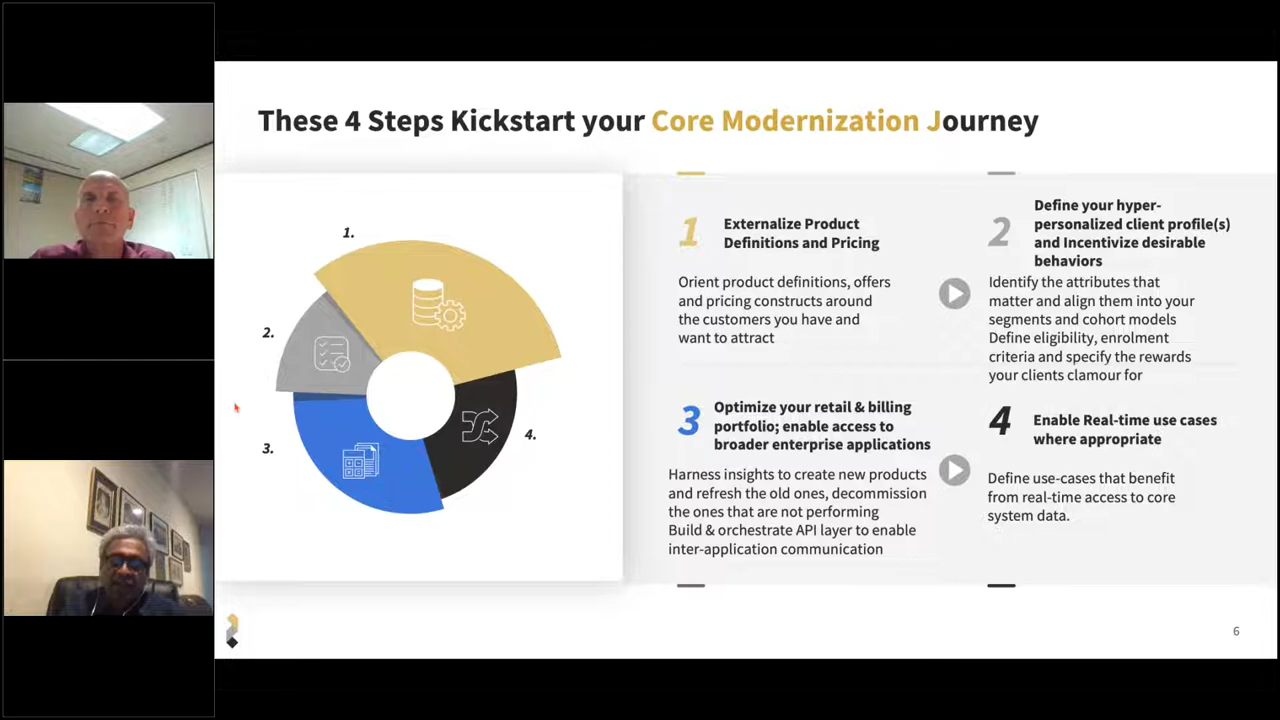 These 4 Steps Kickstart your Core Modernization Journey
1.
2.
3.
4.
1
Externalize Product
Definitions and Pricing
Orient product definitions, offers
and pricing constructs around
the customers you have and
want to attract
2
Define your hyper-
personalized client profile(s)
and Incentivize desirable
behaviors
Identify the attributes that
matter and align them into your
segments and cohort models
Define eligibility, enrolment
criteria and specify the rewards
your clients clamour for
3
Optimize your retail & billing
portfolio; enable access to
broader enterprise applications
Harness insights to create new products
and refresh the old ones, decommission
the ones that are not performing
Build & orchestrate API layer to enable
inter-application communication
4
Enable Real-time use cases
where appropriate
Define use-cases that benefit
from real-time access to core
system data.
6